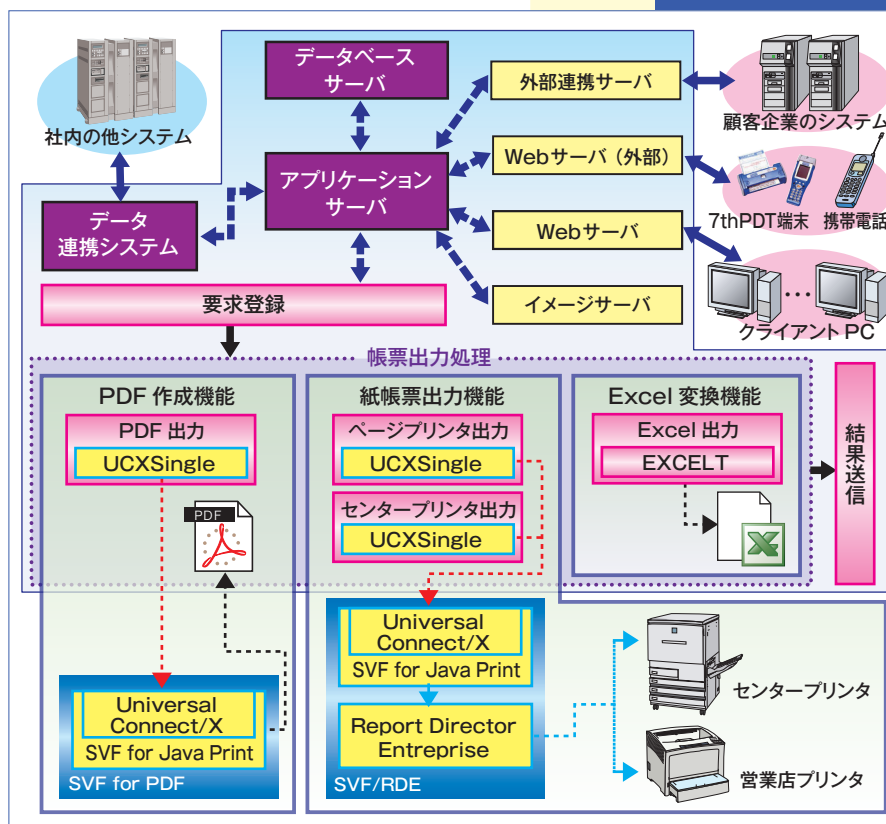 社内の他システム
データベース
サーバ
外部連携サーバ
顧客企業のシステム
Webサーバ（外部）
アプリケーション
サーバ
7thPDT端末
携帯電話
データ
連携システム
Webサーバ
要求登録
イメージサーバ
…
クライアント PC
帳票出力処理
PDF 作成機能
PDF 出力
UCXSingle
PDF
紙帳票出力機能
ページプリンタ出力
UCXSingle
センタープリンタ出力
UCXSingle
Excel 変換機能
Excel 出力
EXCELT
結果送信
Universal
Connect/X
SVF for Java Print
SVF for PDF
Universal
Connect/X
SVF for Java Print
Report Director
Entreprise
SVF/RDE
センタープリンタ
営業店プリンタ